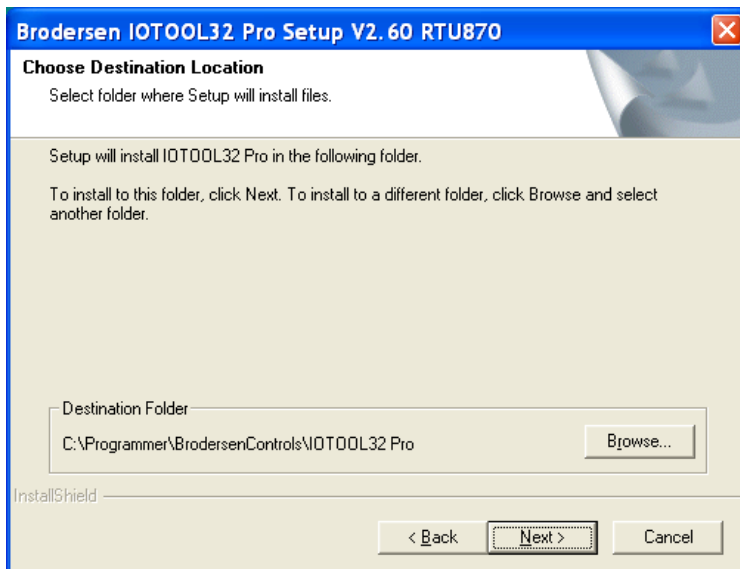 Brodersen IOTOOL32 Pro Setup V2.60 RTU870
Choose Destination Location
Select folder where Setup will install files.
Setup will install IOTOOL32 Pro in the following folder.
To install to this folder, click Next. To install to a different folder, click Browse and select
another folder.
Destination Folder
C:\Programmer\BrodersenControls\IOTOOL32 Pro
Browse...
InstallShield
< Back
Next >
Cancel